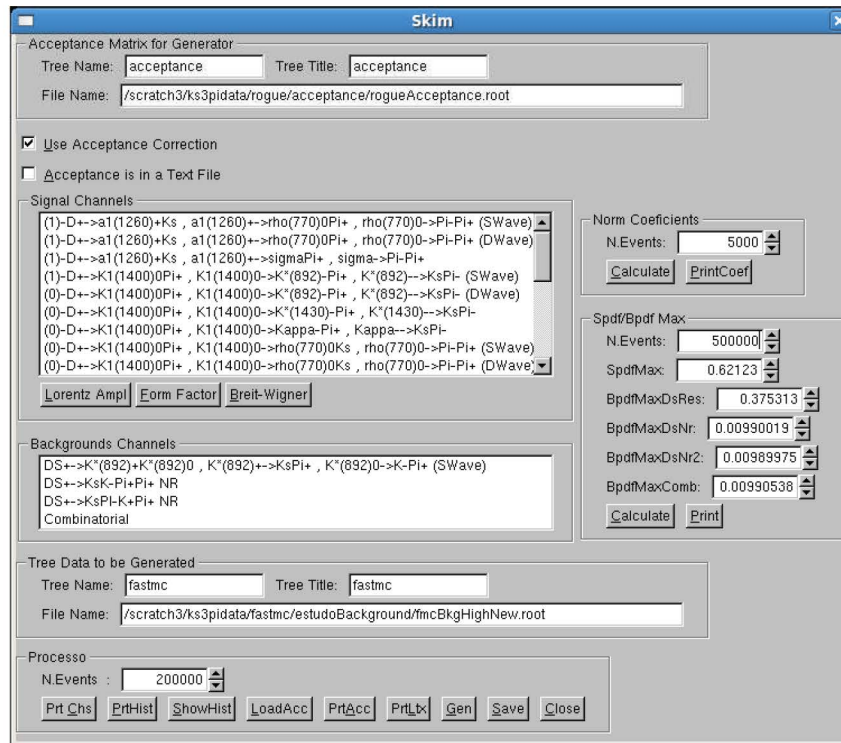 Skim
Acceptance Matrix for Generator
Tree Name: acceptance Tree Title: acceptance
File Name: /scratch3/ks3pidata/rogue/acceptance/rogueAcceptance.root
Use Acceptance Correction
Acceptance is in a Text File
Signal Channels
(1)-D+->a1(1260)+Ks , a1(1260)+->rho(770)0Pi+ , rho(770)0->Pi-Pi+ (SWave)
(1)-D+->a1(1260)+Ks , a1(1260)+->rho(770)0Pi+ , rho(770)0->Pi-Pi+ (DWave)
(1)-D+->a1(1260)+Ks , a1(1260)+->sigmaPi+ , sigma->Pi-Pi+
(1)-D+->K1(1400)0Pi+ , K1(1400)0->K*(892)-Pi+ , K*(892)-->KsPi- (SWave)
(0)-D+->K1(1400)0Pi+ , K1(1400)0->K*(892)-Pi+ , K*(892)-->KsPi- (DWave)
(0)-D+->K1(1400)0Pi+ , K1(1400)0->K*(1430)-Pi+ , K*(1430)-->KsPi-
(0)-D+->K1(1400)0Pi+ , K1(1400)0->Kappa-Pi+ , Kappa-->KsPi-
(0)-D+->K1(1400)0Pi+ , K1(1400)0->rho(770)0Ks , rho(770)0->Pi-Pi+ (SWave)
(0)-D+->K1(1400)0Pi+ , K1(1400)0->rho(770)0Ks , rho(770)0->Pi-Pi+ (DWave)
Lorentz Ampl Form Factor Breit-Wigner
Norm Coeficients
N.Events: 5000
Calculate PrintCoef
Spdf/Bpdf Max
N.Events: 500000
SpdfMax: 0.62123
BpdfMaxDsRes: 0.375313
BpdfMaxDsNr: 0.00990019
BpdfMaxDsNr2: 0.00989975
BpdfMaxComb: 0.00990538
Calculate Print
Backgrounds Channels
DS+->K*(892)+K*(892)0 , K*(892)+->KsPi+ , K*(892)0->K-Pi+ (SWave)
DS+->KsK-Pi+Pi+ NR
DS+->KsPI-K+Pi+ NR
Combinatorial
Tree Data to be Generated
Tree Name: fastmc Tree Title: fastmc
File Name: /scratch3/ks3pidata/fastmc/estudoBackground/fmcBkgHighNew.root
Processo
N.Events : 200000
Prt Chs PrtHist ShowHist LoadAcc PrtAcc PrtLtx Gen Save Close